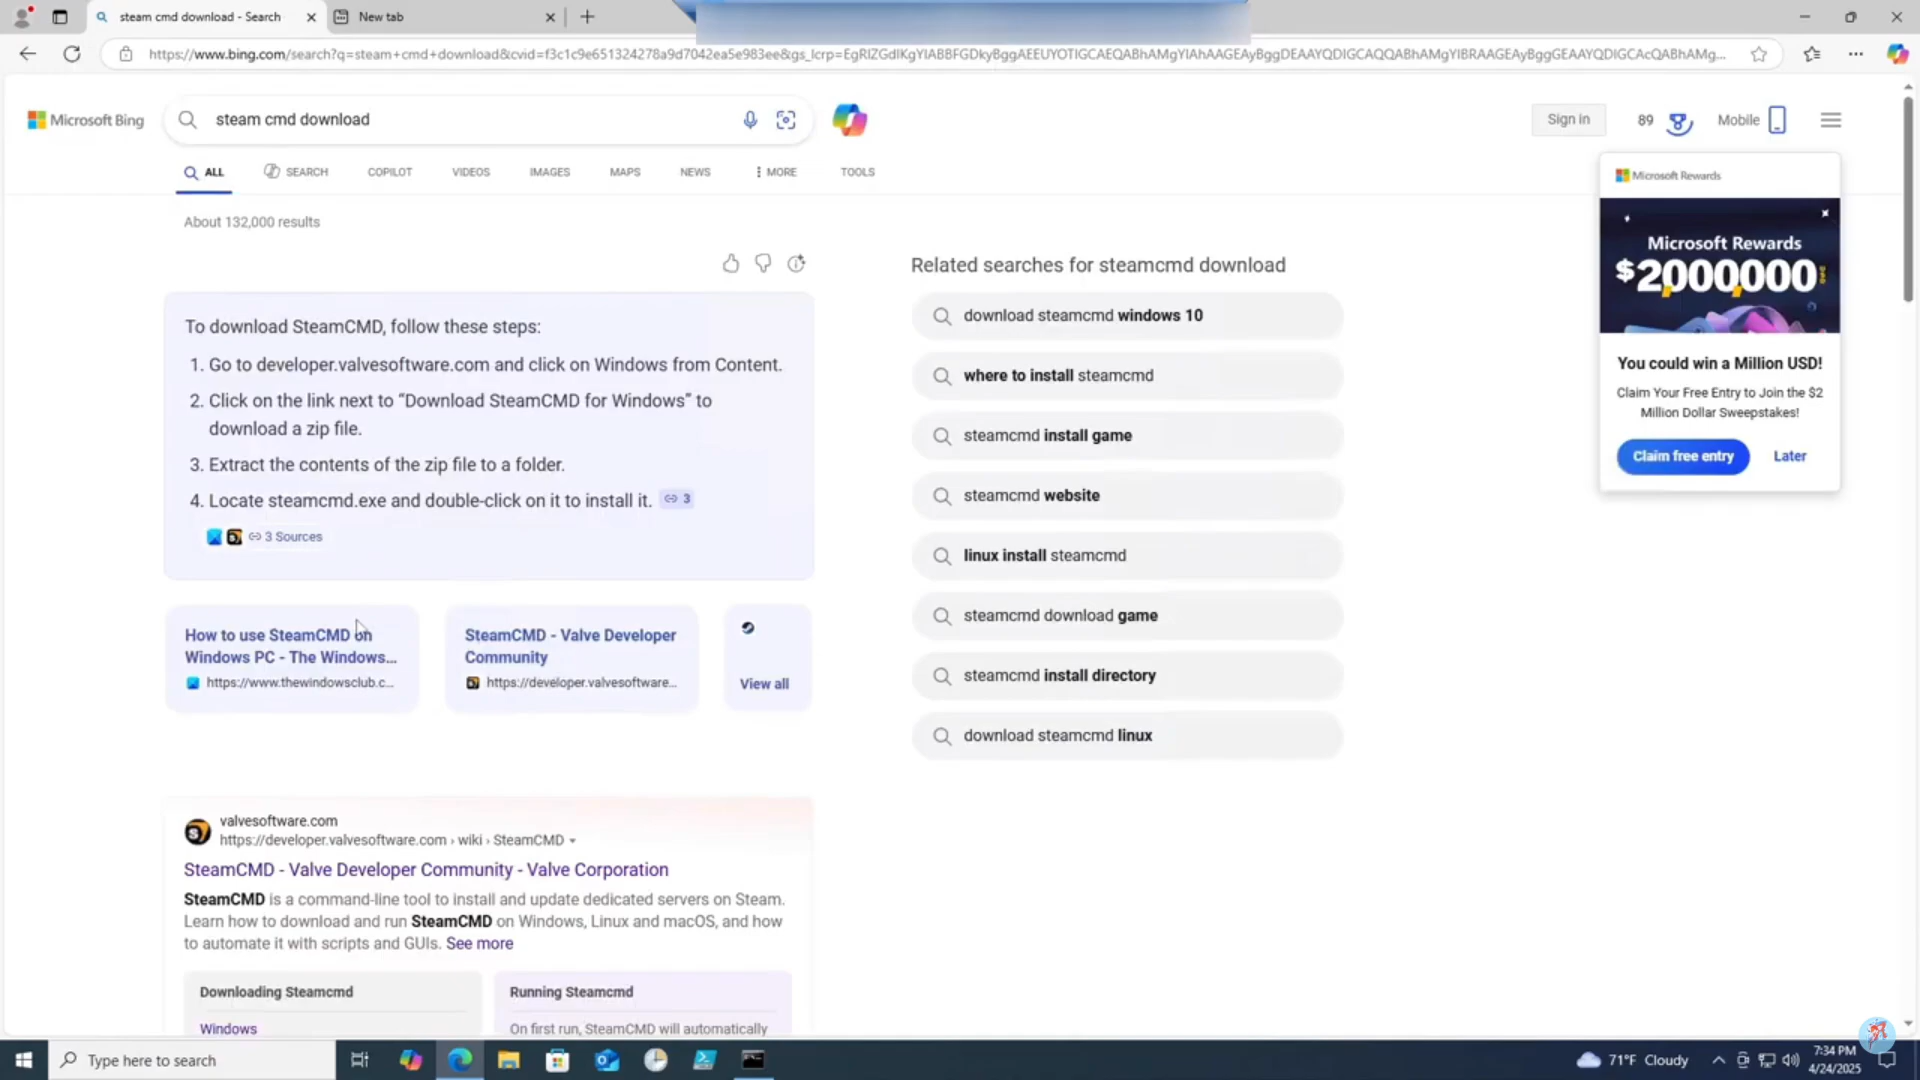 steam cmd download - Search
New tab
https://www.bing.com/search?q=steam+cmd+download&cvid=f3c1c9e651324278a9d7042ea5e983ee&gs_lcrp=EgRlZGdlKgYIABBFGDkyBggAEEUYOTIGCAEQABhAMgYIAhAAGEAyBggDEAAYQDIGCAQQABhAMgYIBRAAGEAyBggGEAAYQDIGCAcQABhAMg...
Microsoft Bing
steam cmd download
Sign in
89
Mobile
ALL
SEARCH
COPILOT
VIDEOS
IMAGES
MAPS
NEWS
MORE
TOOLS
About 132,000 results
To download SteamCMD, follow these steps:
1. Go to developer.valvesoftware.com and click on Windows from Content.
2. Click on the link next to “Download SteamCMD for Windows” to
download a zip file.
3. Extract the contents of the zip file to a folder.
4. Locate steamcmd.exe and double-click on it to install it. 3
3 Sources
How to use SteamCMD on
Windows PC - The Windows...
https://www.thewindowsclub.c...
SteamCMD - Valve Developer
Community
https://developer.valvesoftware...
View all
valvesoftware.com
https://developer.valvesoftware.com › wiki › SteamCMD
SteamCMD - Valve Developer Community - Valve Corporation
SteamCMD is a command-line tool to install and update dedicated servers on Steam.
Learn how to download and run SteamCMD on Windows, Linux and macOS, and how
to automate it with scripts and GUIs. See more
Downloading Steamcmd
Windows
Running Steamcmd
On first run, SteamCMD will automatically
Related searches for steamcmd download
download steamcmd windows 10
where to install steamcmd
steamcmd install game
steamcmd website
linux install steamcmd
steamcmd download game
steamcmd install directory
download steamcmd linux
Microsoft Rewards
Microsoft Rewards
$2,000,000
You could win a Million USD!
Claim Your Free Entry to Join the $2
Million Dollar Sweepstakes!
Claim free entry
Later
Type here to search
71°F Cloudy
7:34 PM
4/24/2025